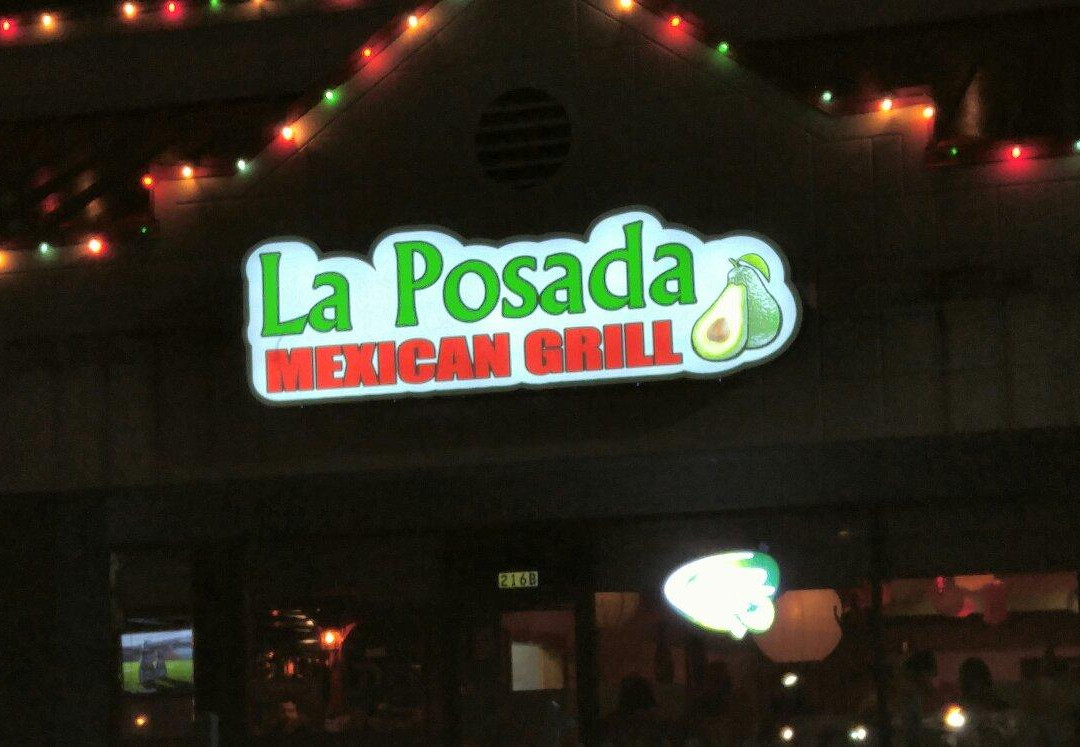 La Posada
MEXICAN GRILL
216B